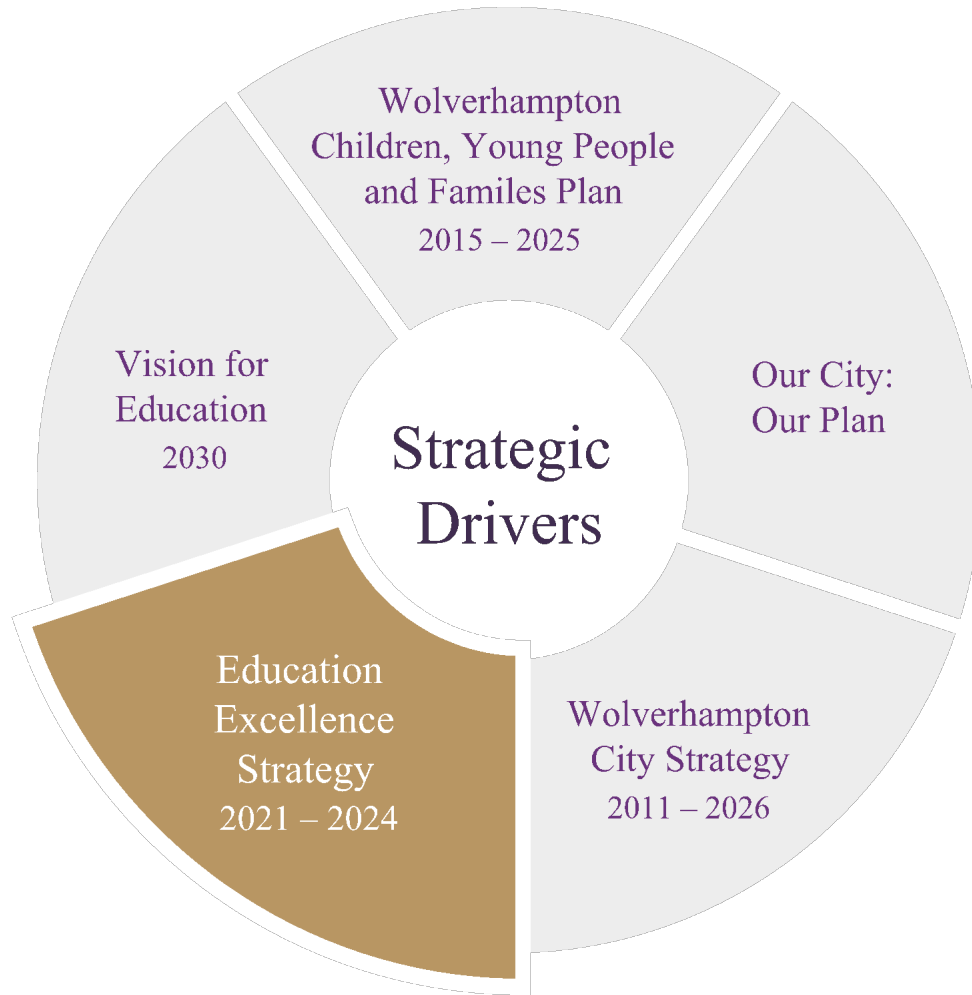 Wolverhampton
Children, Young People
and Familes Plan
2015 – 2025
Our City:
Our Plan
Wolverhampton
City Strategy
2011 – 2026
Education
Excellence
Strategy
2021 – 2024
Vision for
Education
2030
Strategic
Drivers